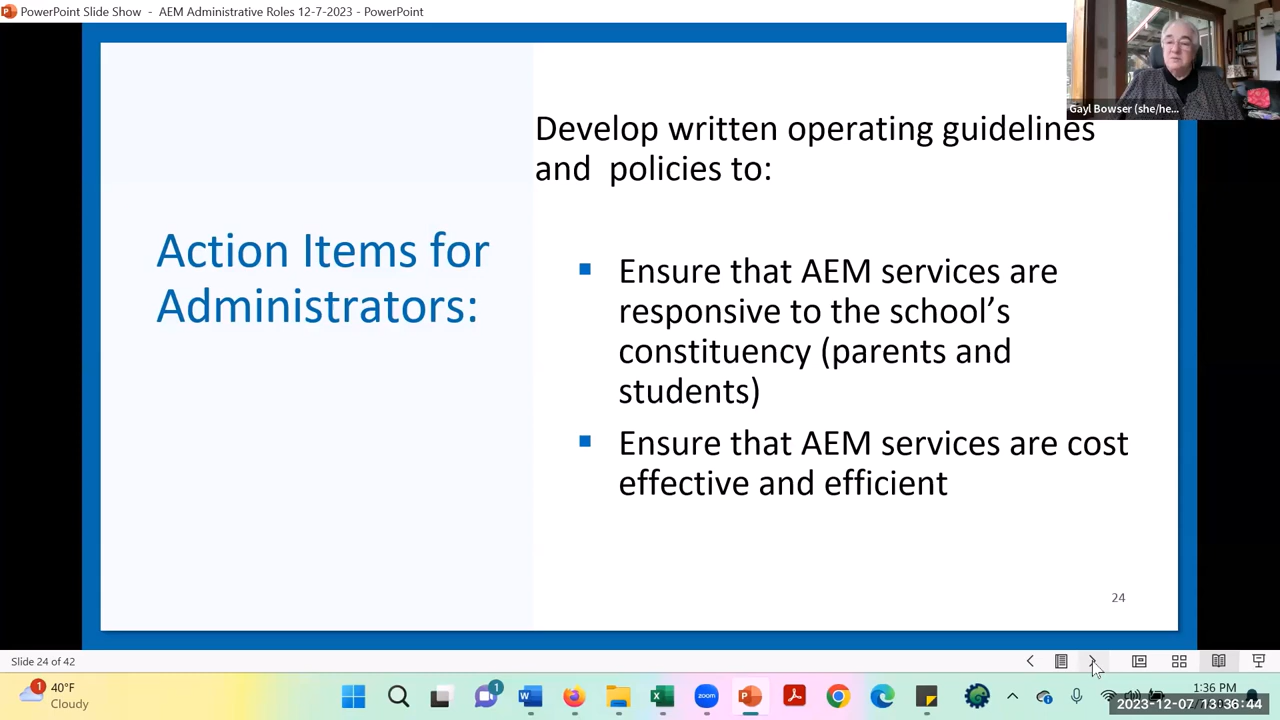 PowerPoint Slide Show - AEM Administrative Roles 12-7-2023 - PowerPoint
Gayl Bowser (she/he...
Action Items for
Administrators:
Develop written operating guidelines
and  policies to:
Ensure that AEM services are
responsive to the school’s
constituency (parents and
students)
Ensure that AEM services are cost
effective and efficient
24
Slide 24 of 42
1
40°F
Cloudy
1
zoom
1:36 PM
2023-12-07 13:36:44